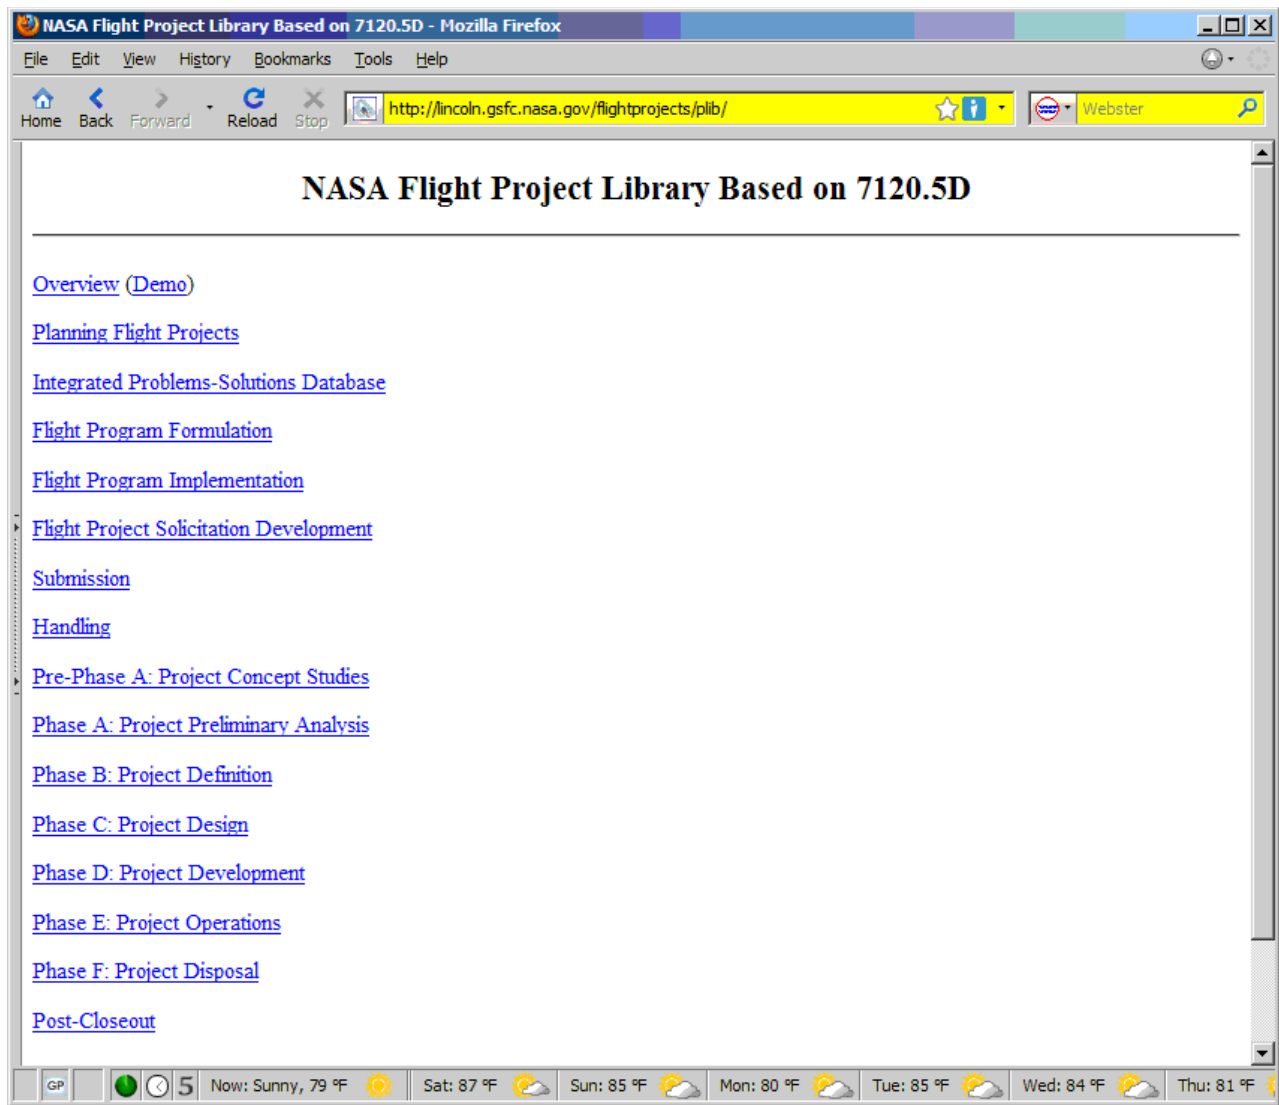 NASA Flight Project Library Based on 7120.5D - Mozilla Firefox
File Edit View History Bookmarks Tools Help
Home Back Forward Reload Stop http://lincoln.gsfc.nasa.gov/flightprojects/plib/ Webster
NASA Flight Project Library Based on 7120.5D
Overview (Demo)
Planning Flight Projects
Integrated Problems-Solutions Database
Flight Program Formulation
Flight Program Implementation
Flight Project Solicitation Development
Submission
Handling
Pre-Phase A: Project Concept Studies
Phase A: Project Preliminary Analysis
Phase B: Project Definition
Phase C: Project Design
Phase D: Project Development
Phase E: Project Operations
Phase F: Project Disposal
Post-Closeout
GP 5 Now: Sunny, 79 °F Sat: 87 °F Sun: 85 °F Mon: 80 °F Tue: 85 °F Wed: 84 °F Thu: 81 °F